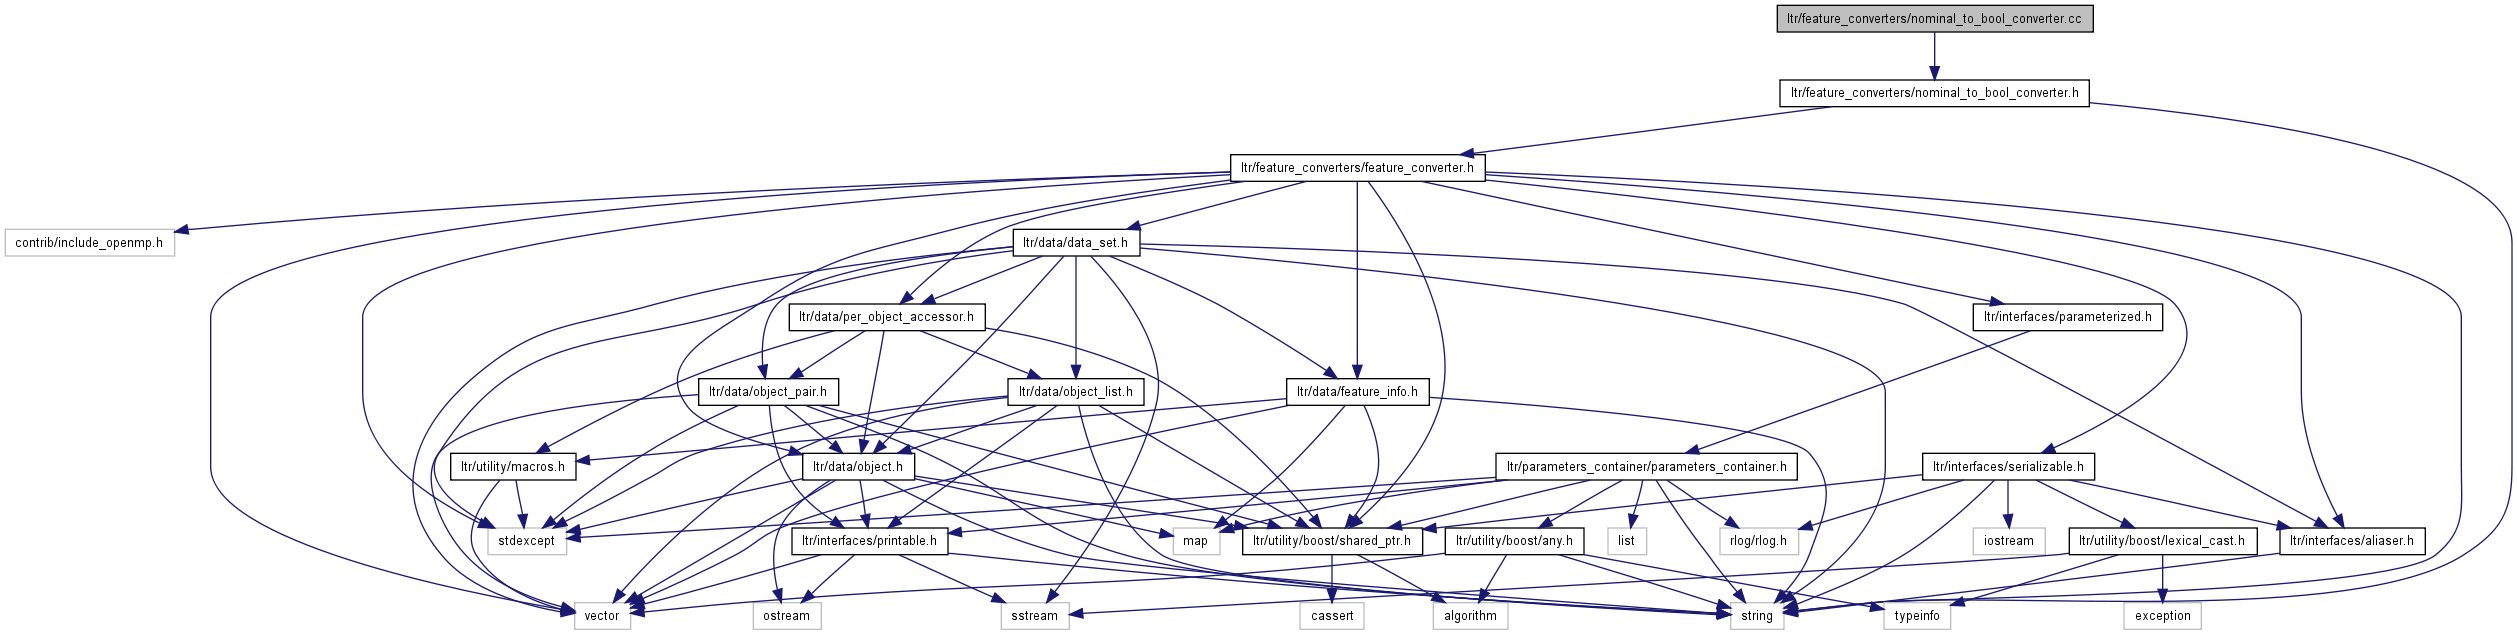 ltr/feature_converters/nominal_to_bool_converter.cc
ltr/feature_converters/nominal_to_bool_converter.h
ltr/feature_converters/feature_converter.h
contrib/include_openmp.h
ltr/data/data_set.h
ltr/data/per_object_accessor.h
ltr/interfaces/parameterized.h
ltr/data/object_pair.h
ltr/data/object_list.h
ltr/data/feature_info.h
ltr/utility/macros.h
ltr/data/object.h
ltr/parameters_container/parameters_container.h
ltr/interfaces/serializable.h
stdexcept
ltr/interfaces/printable.h
map
ltr/utility/boost/shared_ptr.h
ltr/utility/boost/any.h
list
rlog/rlog.h
iostream
ltr/utility/boost/lexical_cast.h
ltr/interfaces/aliaser.h
vector
ostream
sstream
cassert
algorithm
string
typeinfo
exception